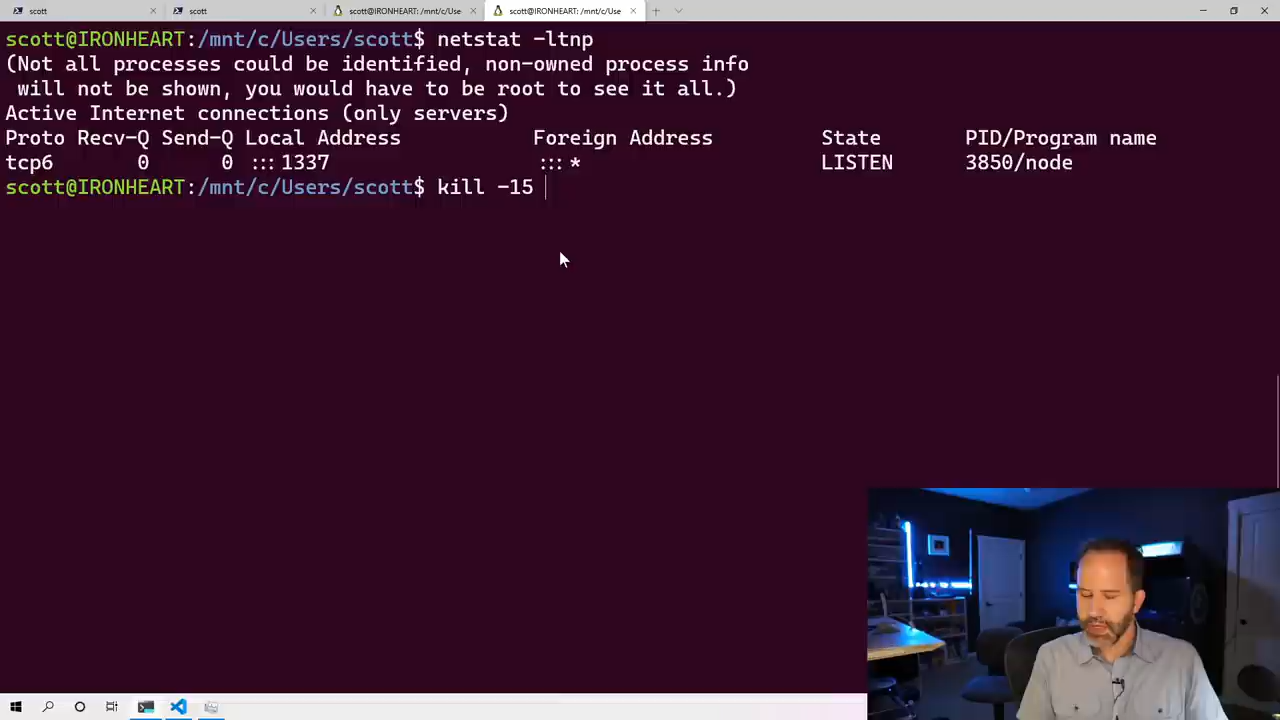 scott
scott
scott@IRONHEART: /mnt/c/Use
scott@IRONHEART: /mnt/c/Use
scott@IRONHEART:/mnt/c/Users/scott$ netstat -ltnp
(Not all processes could be identified, non-owned process info
will not be shown, you would have to be root to see it all.)
Active Internet connections (only servers)
Proto Recv-Q Send-Q Local Address Foreign Address State PID/Program name
tcp6 0 0 :::1337 :::* LISTEN 3850/node
scott@IRONHEART:/mnt/c/Users/scott$ kill -15